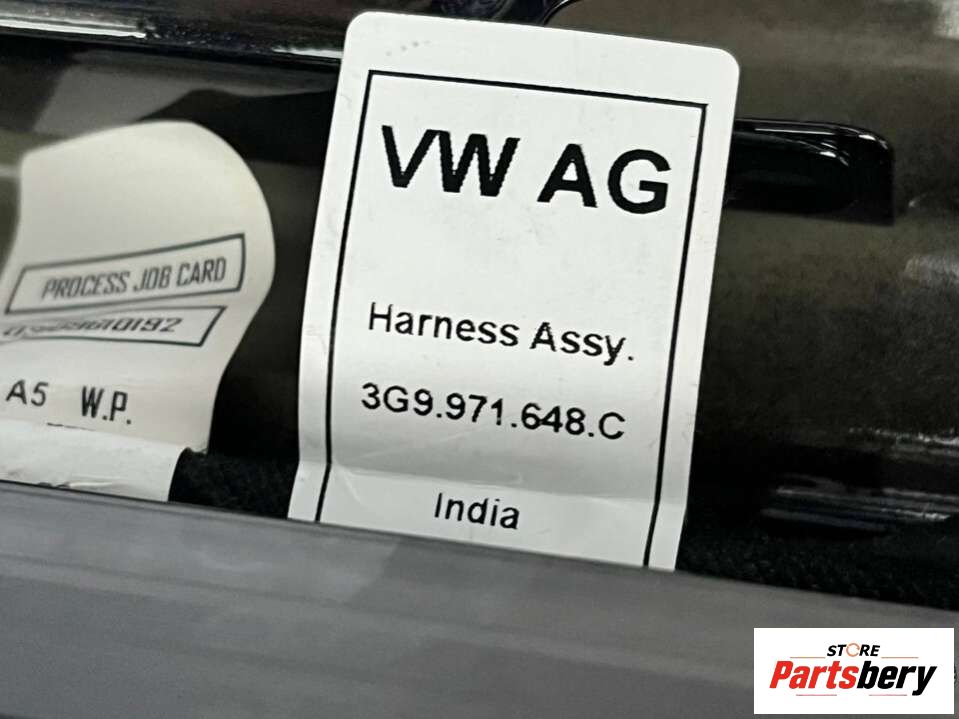 VW AG
Harness Assy.
3G9.971.648.C
India
PROCESS JOB CARD
A5 W.P.
STORE
Partsbery